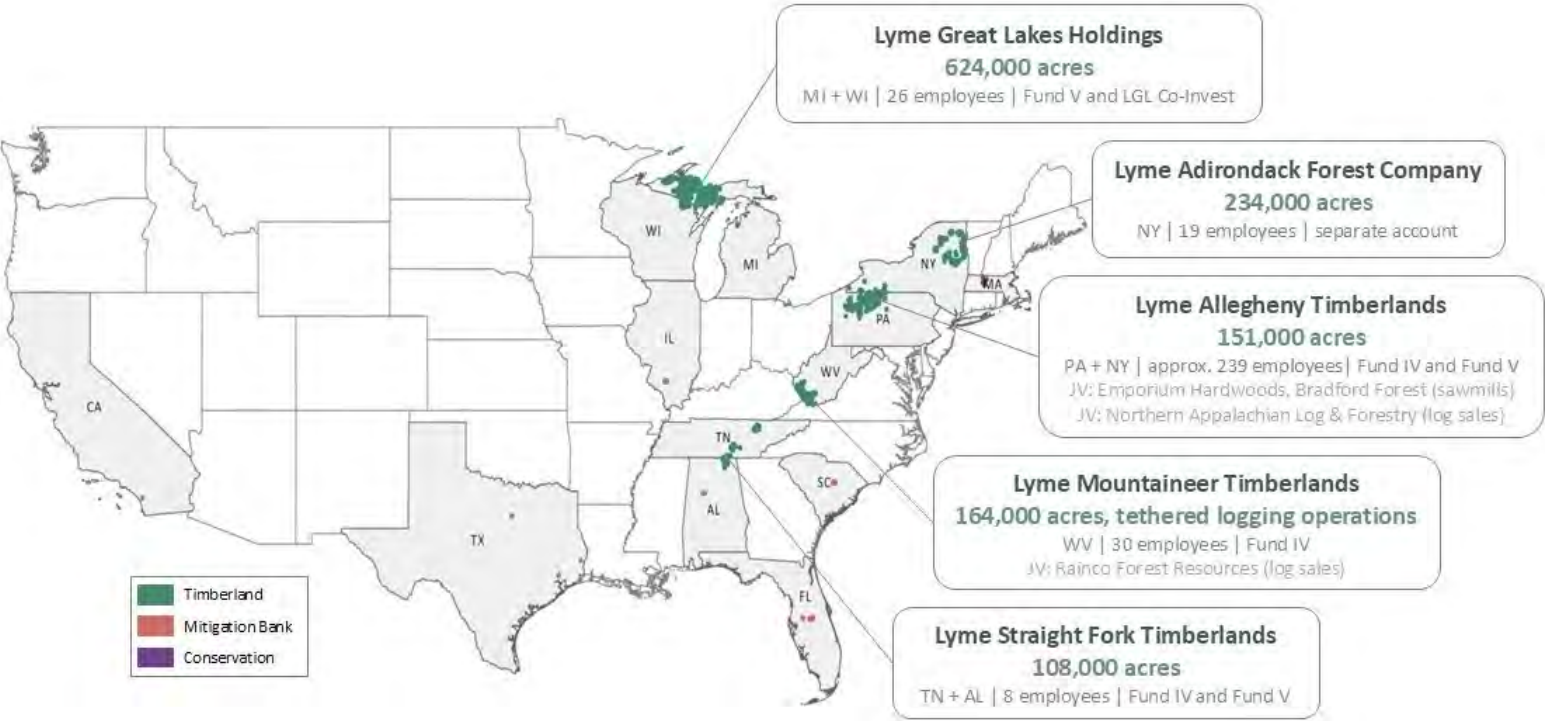 Lyme Great Lakes Holdings
624,000 acres
MI + WI | 26 employees | Fund V and LGL Co-Invest
Lyme Adirondack Forest Company
234,000 acres
NY | 19 employees | separate account
Lyme Allegheny Timberlands
151,000 acres
PA + NY | approx. 239 employees| Fund IV and Fund V
JV: Emporium Hardwoods, Bradford Forest (sawmills)
JV: Northern Appalachian Log & Forestry (log sales)
Lyme Mountaineer Timberlands
164,000 acres, tethered logging operations
WV | 30 employees | Fund IV
JV: Rainco Forest Resources (log sales)
Lyme Straight Fork Timberlands
108,000 acres
TN + AL | 8 employees | Fund IV and Fund V
WI
MI
NY
MA
PA
IL
WV
CA
TN
SC
AL
TX
FL
Timberland
Mitigation Bank
Conservation